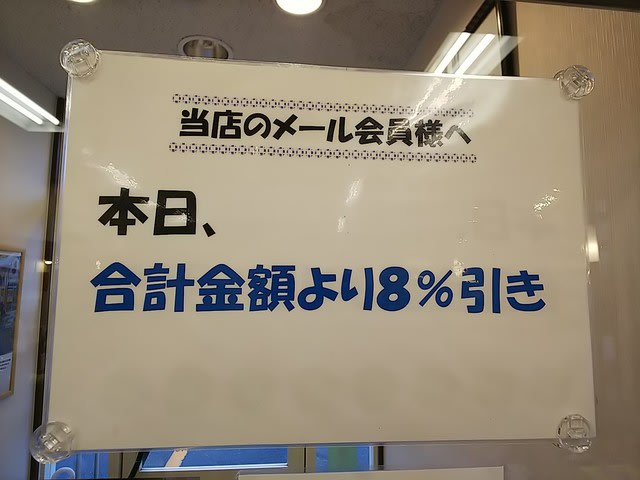 当店のメール会員様へ
本日、
合計金額より8%引き